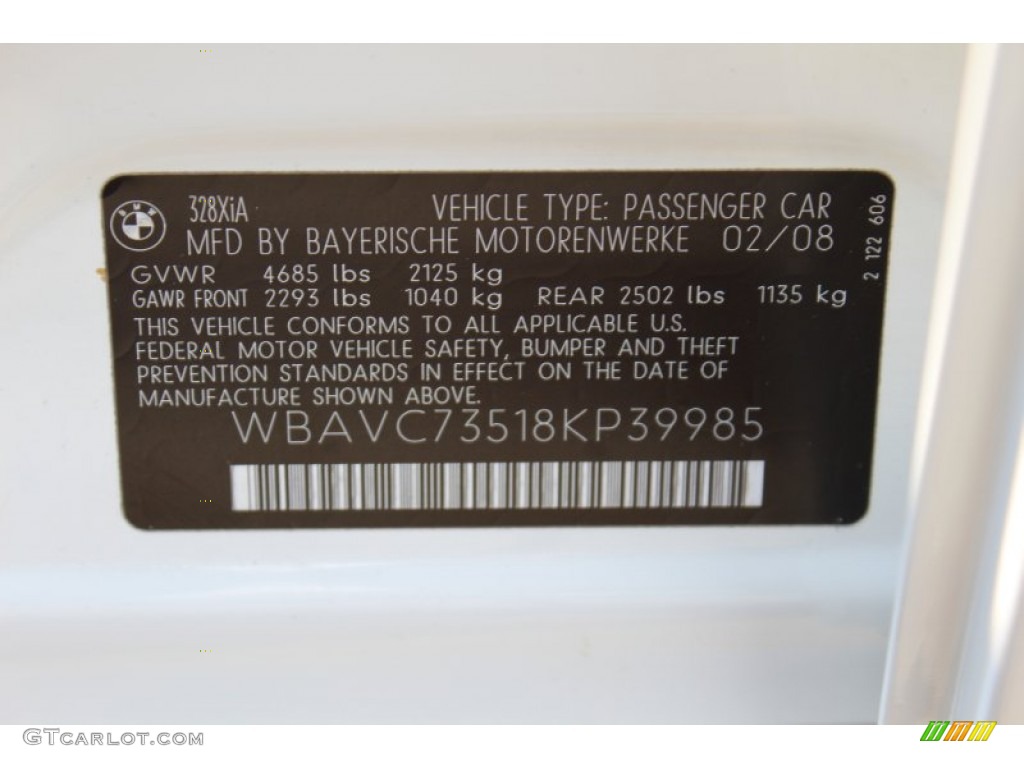 328XiA VEHICLE TYPE: PASSENGER CAR
MFD BY BAYERISCHE MOTORENWERKE 02/08
GVWR 4685 lbs 2125 kg
GAWR FRONT 2293 lbs 1040 kg REAR 2502 lbs 1135 kg
THIS VEHICLE CONFORMS TO ALL APPLICABLE U.S.
FEDERAL MOTOR VEHICLE SAFETY, BUMPER AND THEFT
PREVENTION STANDARDS IN EFFECT ON THE DATE OF
MANUFACTURE SHOWN ABOVE.
WBAVC73518KP39985
2 122 606
BMW
GTCARLOT.COM